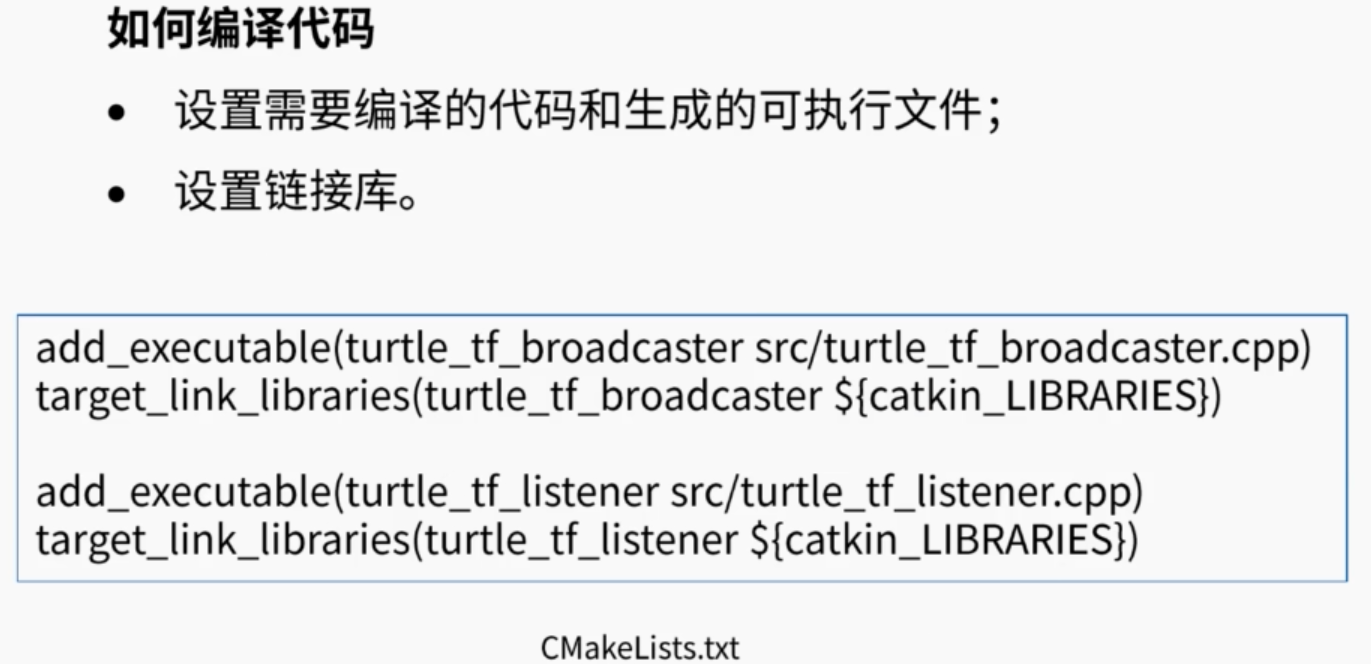 如何编译代码
• 设置需要编译的代码和生成的可执行文件；
• 设置链接库。
add_executable(turtle_tf_broadcaster src/turtle_tf_broadcaster.cpp)
target_link_libraries(turtle_tf_broadcaster ${catkin_LIBRARIES})
add_executable(turtle_tf_listener src/turtle_tf_listener.cpp)
target_link_libraries(turtle_tf_listener ${catkin_LIBRARIES})
CMakeLists.txt